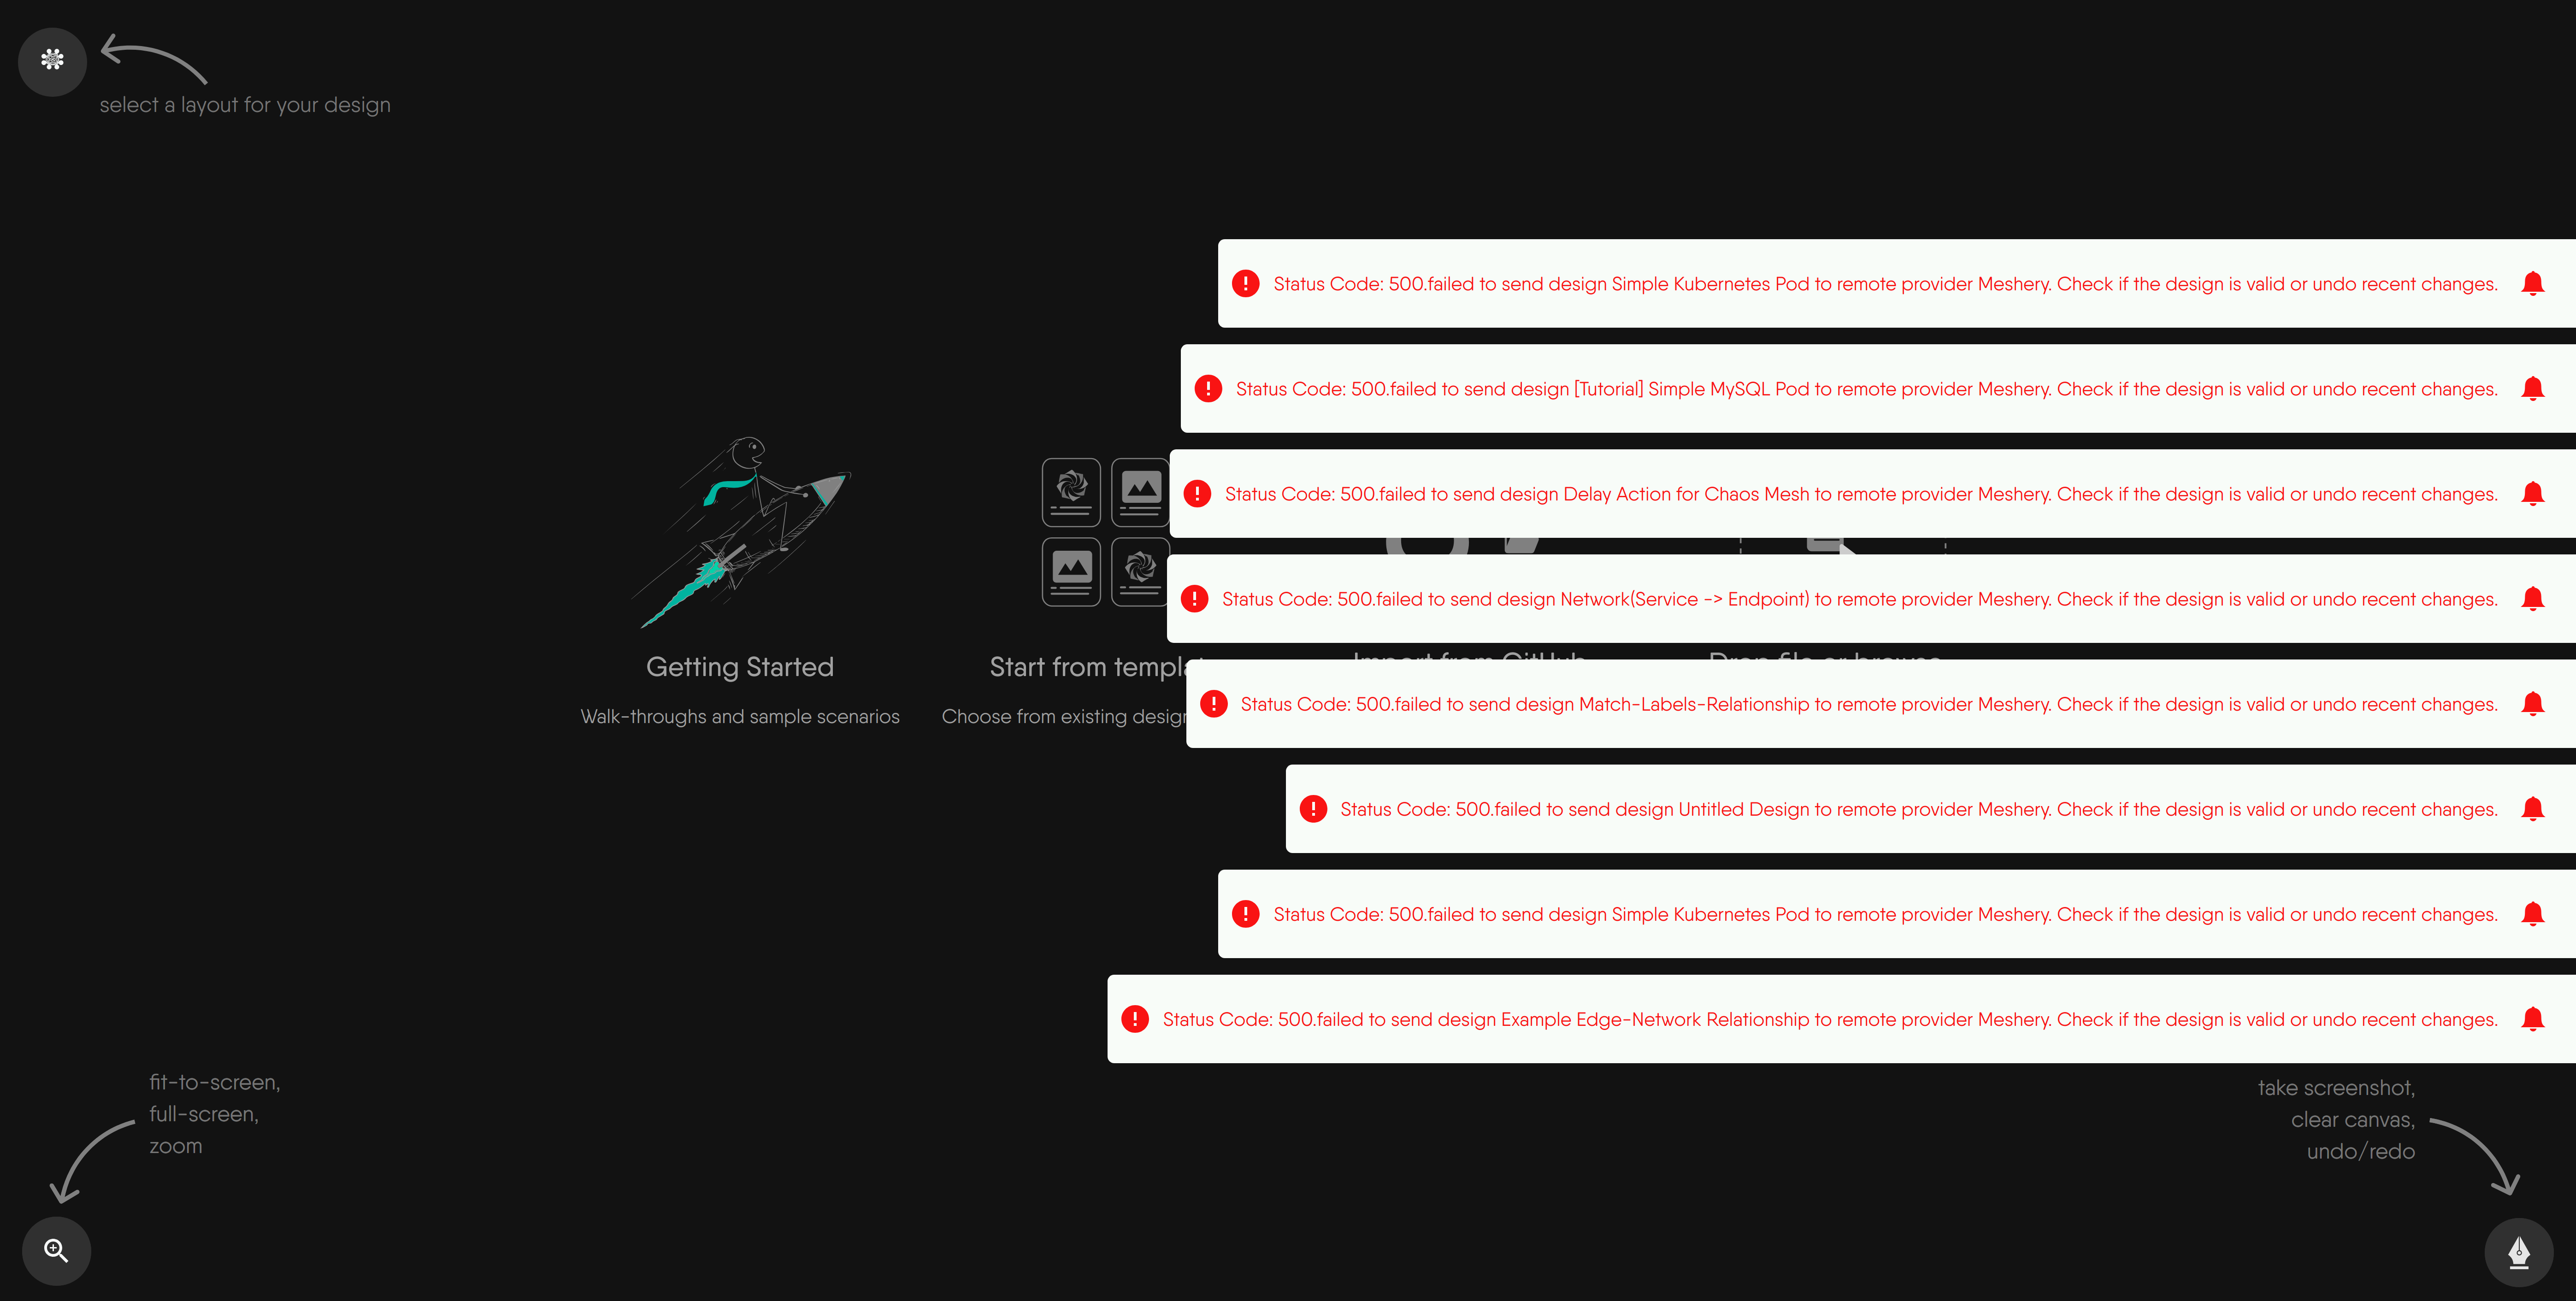 select a layout for your design
Status Code: 500.failed to send design Simple Kubernetes Pod to remote provider Meshery. Check if the design is valid or undo recent changes.
Status Code: 500.failed to send design [Tutorial] Simple MySQL Pod to remote provider Meshery. Check if the design is valid or undo recent changes.
Status Code: 500.failed to send design Delay Action for Chaos Mesh to remote provider Meshery. Check if the design is valid or undo recent changes.
Status Code: 500.failed to send design Network(Service -> Endpoint) to remote provider Meshery. Check if the design is valid or undo recent changes.
Getting Started
Start from templat
Import from GitHub
Drop file or browse
Walk-throughs and sample scenarios
Choose from existing design
Status Code: 500.failed to send design Match-Labels-Relationship to remote provider Meshery. Check if the design is valid or undo recent changes.
Status Code: 500.failed to send design Untitled Design to remote provider Meshery. Check if the design is valid or undo recent changes.
Status Code: 500.failed to send design Simple Kubernetes Pod to remote provider Meshery. Check if the design is valid or undo recent changes.
Status Code: 500.failed to send design Example Edge-Network Relationship to remote provider Meshery. Check if the design is valid or undo recent changes.
fit-to-screen,
full-screen,
zoom
take screenshot,
clear canvas,
undo/redo